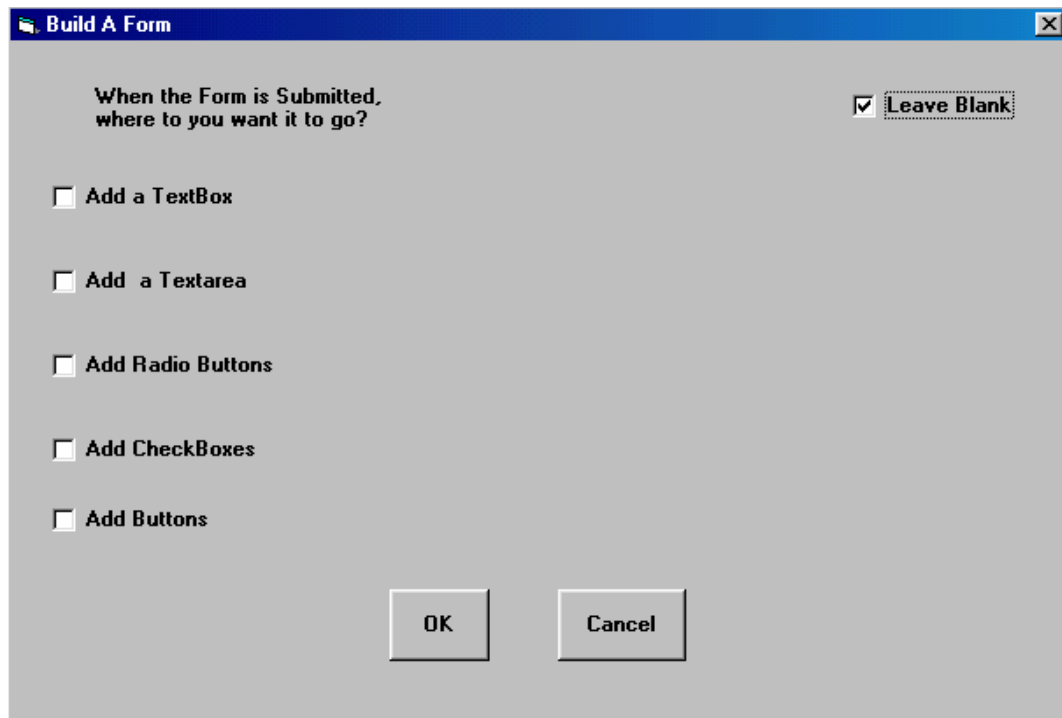 Build A Form
When the Form is Submitted,
where to you want it to go?
Leave Blank
Add a TextBox
Add  a Textarea
Add Radio Buttons
Add CheckBoxes
Add Buttons
OK
Cancel